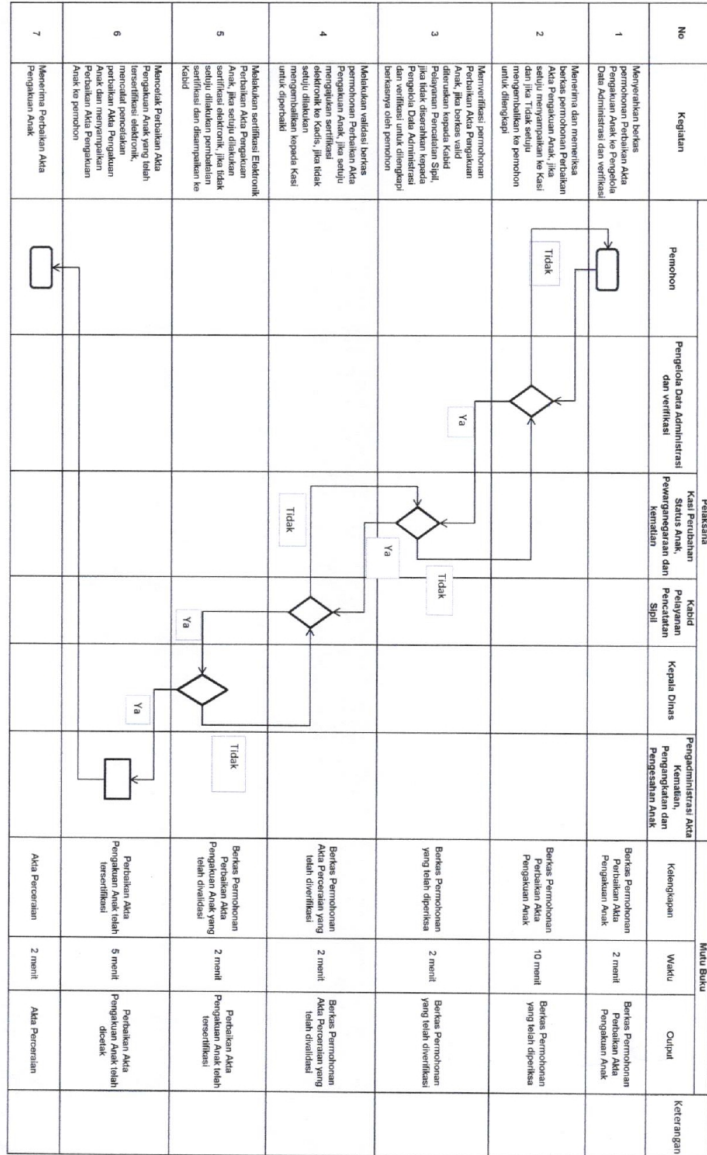 No
Kegiatan
Pelaksana
Mutu Buku
Keterangan
Pemohon
Pengelola Data Administrasi
dan verifikasi
Kasi Perubahan
Status Anak,
Pewarganegaraan dan
kematian
Kabid
Pelayanan
Pencatatan
Sipil
Kepala Dinas
Pengadministrasi Akta
Kematian,
Pengangkatan dan
Pengesahan Anak
Kelengkapan
Waktu
Output
1
Menyerahkan berkas
permohonan Perbaikan Akta
Pengakuan Anak ke Pengelola
Data Administrasi dan verifikasi
Berkas Permohonan
Perbaikan Akta
Pengakuan Anak
2 menit
Berkas Permohonan
Perbaikan Akta
Pengakuan Anak
2
Menerima dan memeriksa
berkas permohonan Perbaikan
Akta Pengakuan Anak, jika
setuju menyampaikan ke Kasi
dan jika Tidak setuju
mengembalikan ke pemohon
untuk dilengkapi
Tidak
Ya
Berkas Permohonan
Perbaikan Akta
Pengakuan Anak
10 menit
Berkas Permohonan
yang telah diperiksa
3
Memverifikasi permohonan
Perbaikan Akta Pengakuan
Anak, jika berkas valid
diteruskan kepada Kabid
Pelayanan Pencatatan Sipil,
jika tidak diserahkan kepada
Pengelola Data Administrasi
dan verifikasi untuk dilengkapi
berkasnya oleh pemohon
Ya
Tidak
Berkas Permohonan
yang telah diperiksa
2 menit
Berkas Permohonan
yang telah diverifikasi
4
Melakukan validasi berkas
permohonan Perbaikan Akta
Pengakuan Anak, jika setuju
mengajukan sertifikasi
elektronik ke Kadis, jika tidak
setuju dilakukan
mengembalikan kepada Kasi
untuk diperbaiki
Tidak
Berkas Permohonan
Akta Perceraian yang
telah diverifikasi
2 menit
Berkas Permohonan
Akta Perceraian yang
telah divalidasi
5
Melakukan sertifikasi Elektronik
Perbaikan Akta Pengakuan
Anak, jika setuju dilakukan
sertifikasi elektronik, jika tidak
setuju dilakukan pembatalan
sertifikasi dan disampaikan ke
Kabid
Ya
Tidak
Berkas Permohonan
Perbaikan Akta
Pengakuan Anak yang
telah divalidasi
2 menit
Perbaikan Akta
Pengakuan Anak telah
tersertifikasi
6
Mencetak Perbaikan Akta
Pengakuan Anak yang telah
tersertifikasi elektronik,
mencatat pencetakan
perbaikan Akta Pengakuan
Anak dan menyampaikan
Perbaikan Akta Pengakuan
Anak ke pemohon
Ya
Perbaikan Akta
Pengakuan Anak telah
tersertifikasi
5 menit
Perbaikan Akta
Pengakuan Anak telah
dicetak
7
Menerima Perbaikan Akta
Pengakuan Anak
Akta Perceraian
2 menit
Akta Perceraian